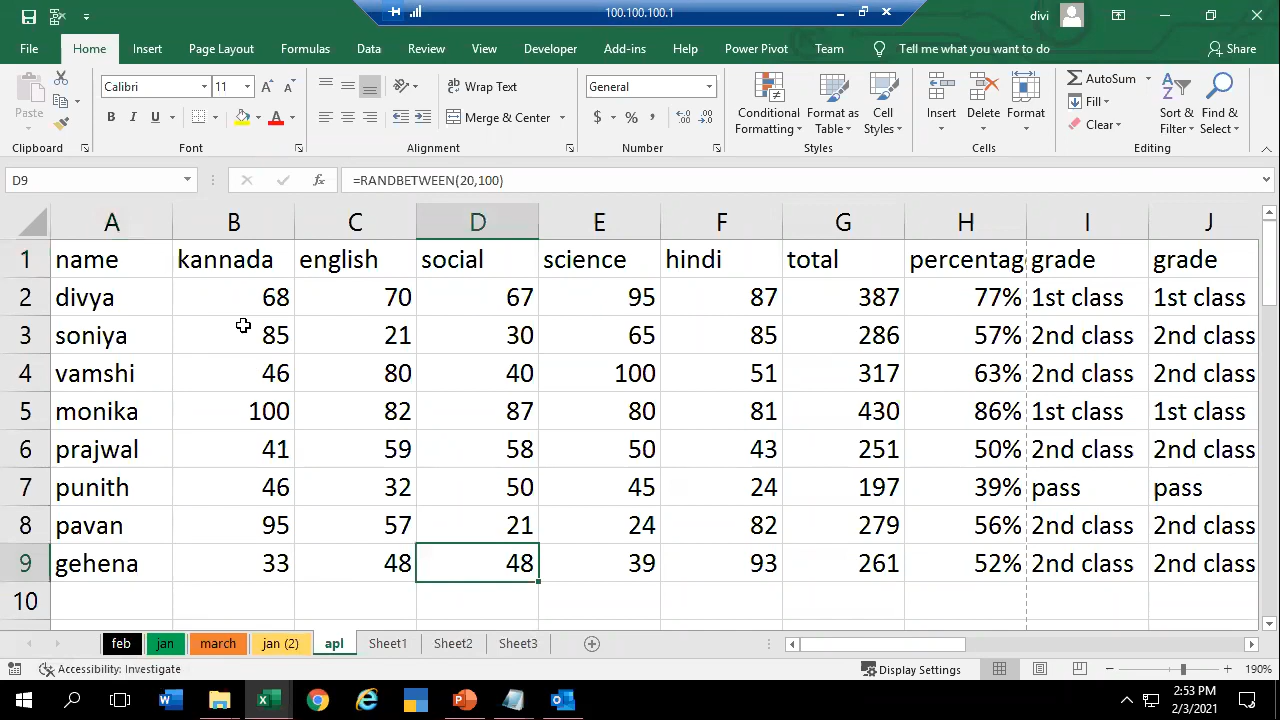 100.100.100.1
divi
File Home Insert Page Layout Formulas Data Review View Developer Add-ins Help Power Pivot Team Tell me what you want to do Share
Paste
Calibri 11
B I U A
Wrap Text
Merge & Center
General
$ % ,
Conditional Formatting
Format as Table
Cell Styles
Insert
Delete
Format
AutoSum
Fill
Clear
Sort & Filter
Find & Select
Clipboard Font Alignment Number Styles Cells Editing
D9 fx =RANDBETWEEN(20,100)
A B C D E F G H I J
1 name kannada english social science hindi total percentag grade grade
2 divya 68 70 67 95 87 387 77% 1st class 1st class
3 soniya 85 21 30 65 85 286 57% 2nd class 2nd class
4 vamshi 46 80 40 100 51 317 63% 2nd class 2nd class
5 monika 100 82 87 80 81 430 86% 1st class 1st class
6 prajwal 41 59 58 50 43 251 50% 2nd class 2nd class
7 punith 46 32 50 45 24 197 39% pass pass
8 pavan 95 57 21 24 82 279 56% 2nd class 2nd class
9 gehena 33 48 48 39 93 261 52% 2nd class 2nd class
10
feb jan march jan (2) apl Sheet1 Sheet2 Sheet3
Accessibility: Investigate Display Settings 190%
2:53 PM
2/3/2021